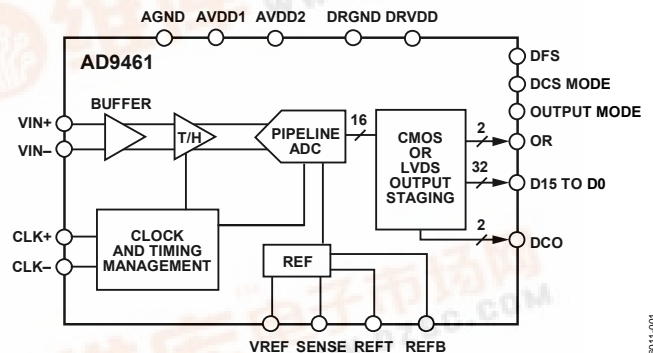 AGND AVDD1 AVDD2 DRGND DRVDD
AD9461
DFS
DCS MODE
OUTPUT MODE
BUFFER
VIN+
VIN–
T/H
PIPELINE
ADC
16
CMOS
OR
LVDS
OUTPUT
STAGING
2
OR
32
D15 TO D0
2
DCO
CLK+
CLK–
CLOCK
AND TIMING
MANAGEMENT
REF
VREF SENSE REFT REFB